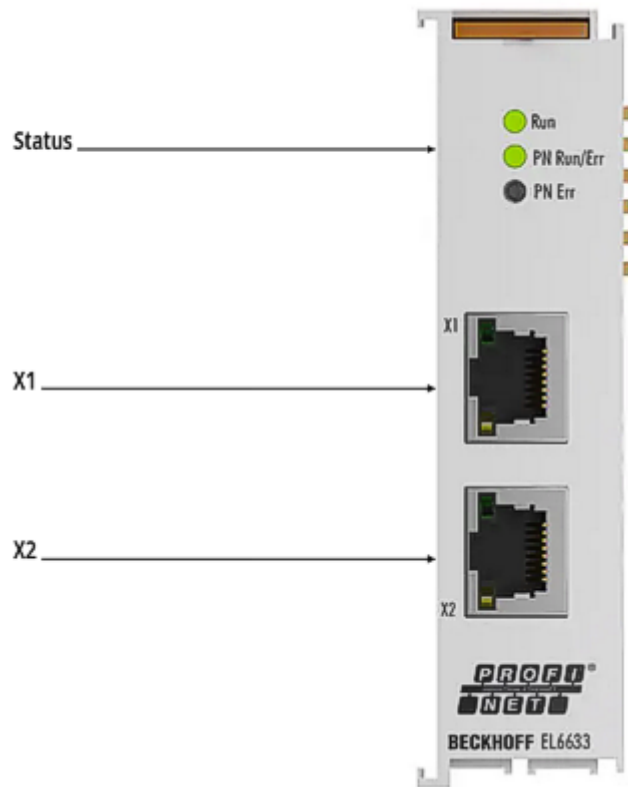 Status
Run
PN Run/Err
PN Err
X1
X1
X2
X2
PROFI®
NET
BECKHOFF EL6633